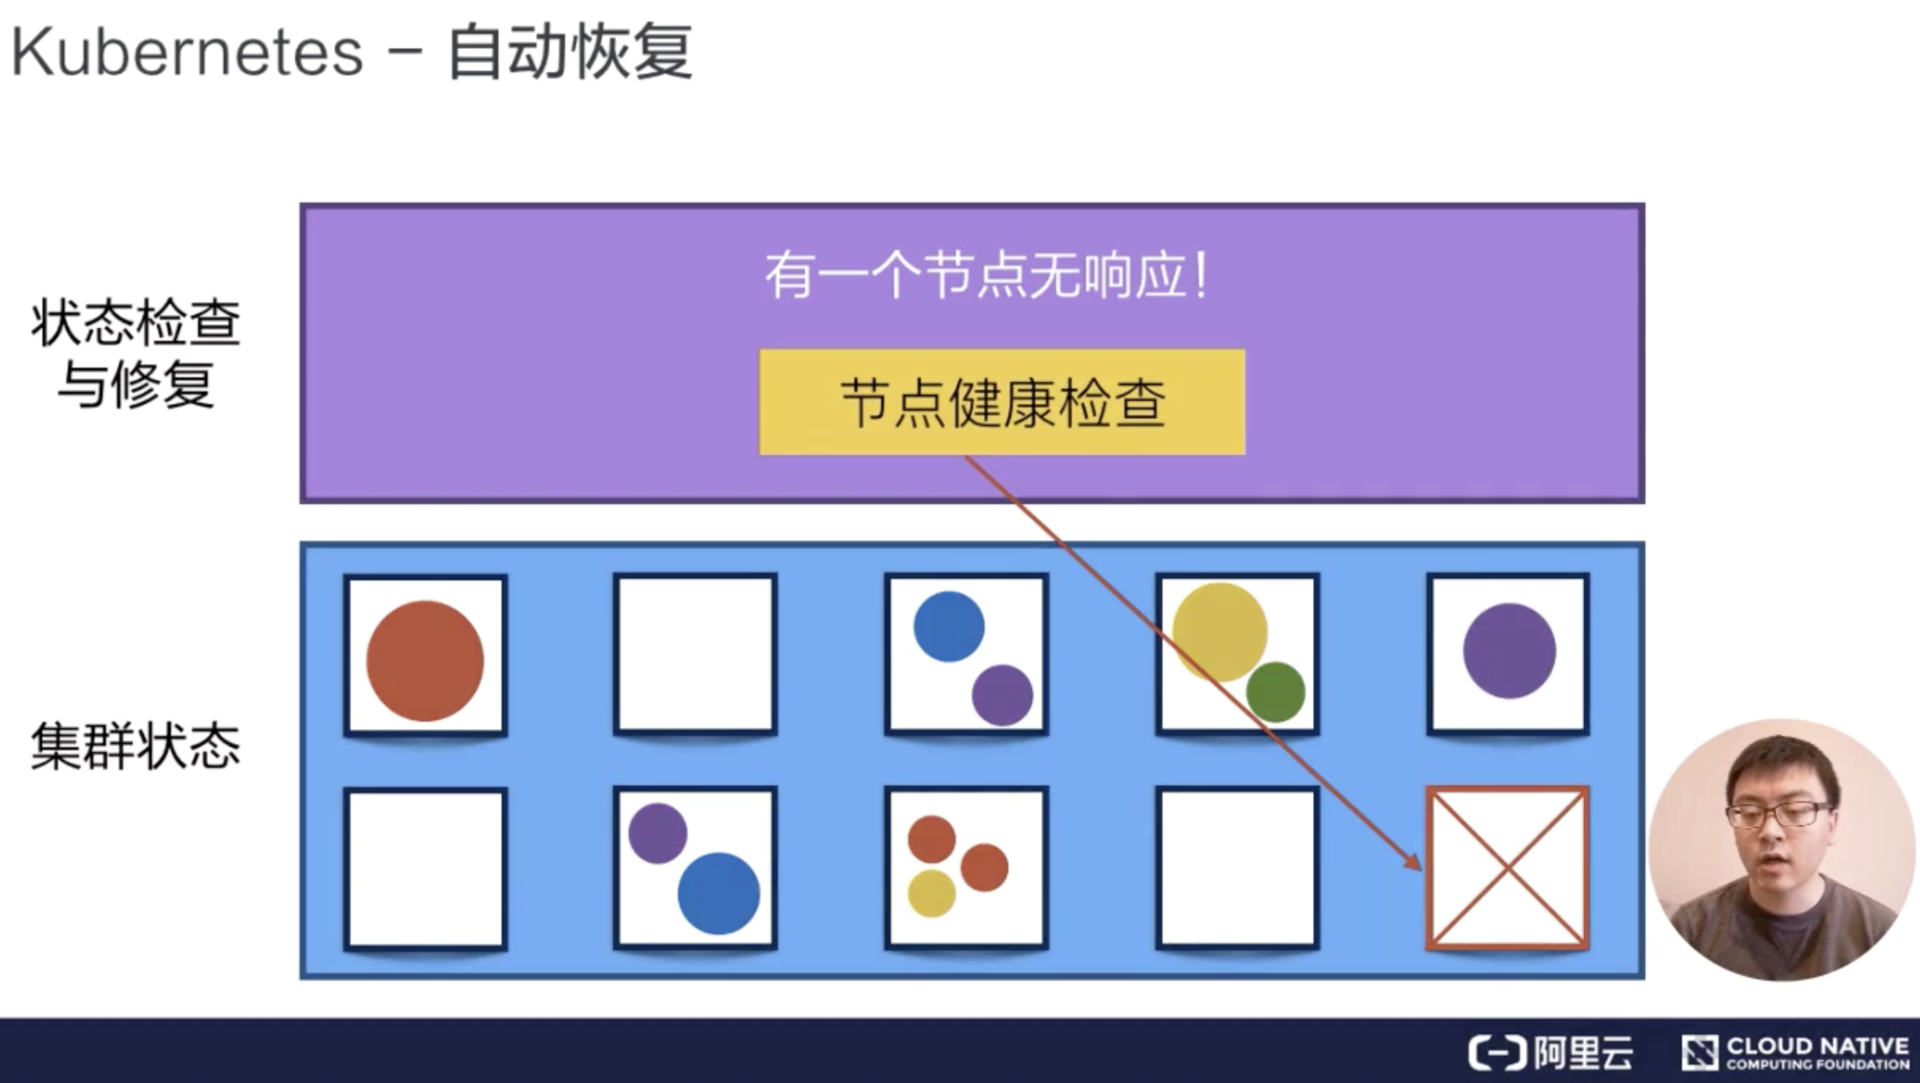 Kubernetes – 自动恢复
有一个节点无响应！
状态检查
与修复
节点健康检查
集群状态
阿里云
CLOUD NATIVE
COMPUTING FOUNDATION